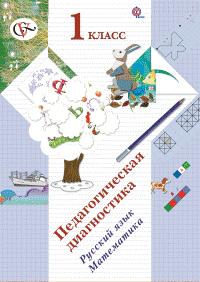 1 КЛАСС
Педагогическая
диагностика
Русский язык
Математика